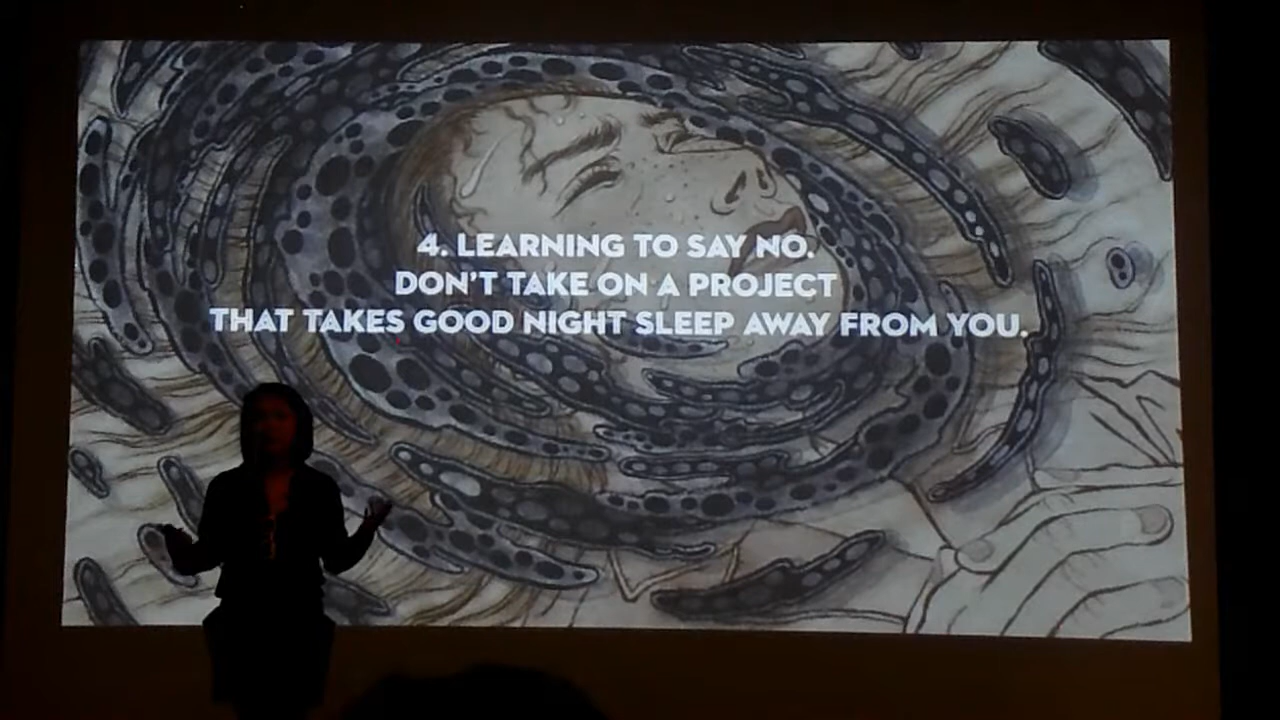 4. LEARNING TO SAY NO.
DON'T TAKE ON A PROJECT
THAT TAKES GOOD NIGHT SLEEP AWAY FROM YOU.